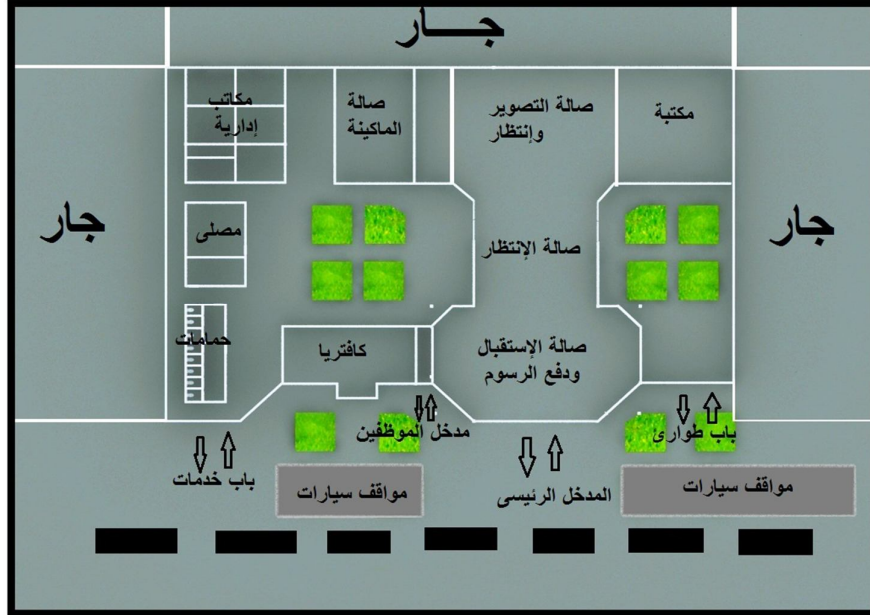 جـــــار
مكاتب
إدارية
صالة
الماكينة
صالة التصوير
وإنتظار
مكتبة
جار
مصلى
صالة الإنتظار
جار
حمامات
كافتريا
صالة الإستقبال
ودفع الرسوم
مدخل الموظفين
باب طوارئ
باب خدمات
مواقف سيارات
المدخل الرئيسى
مواقف سيارات